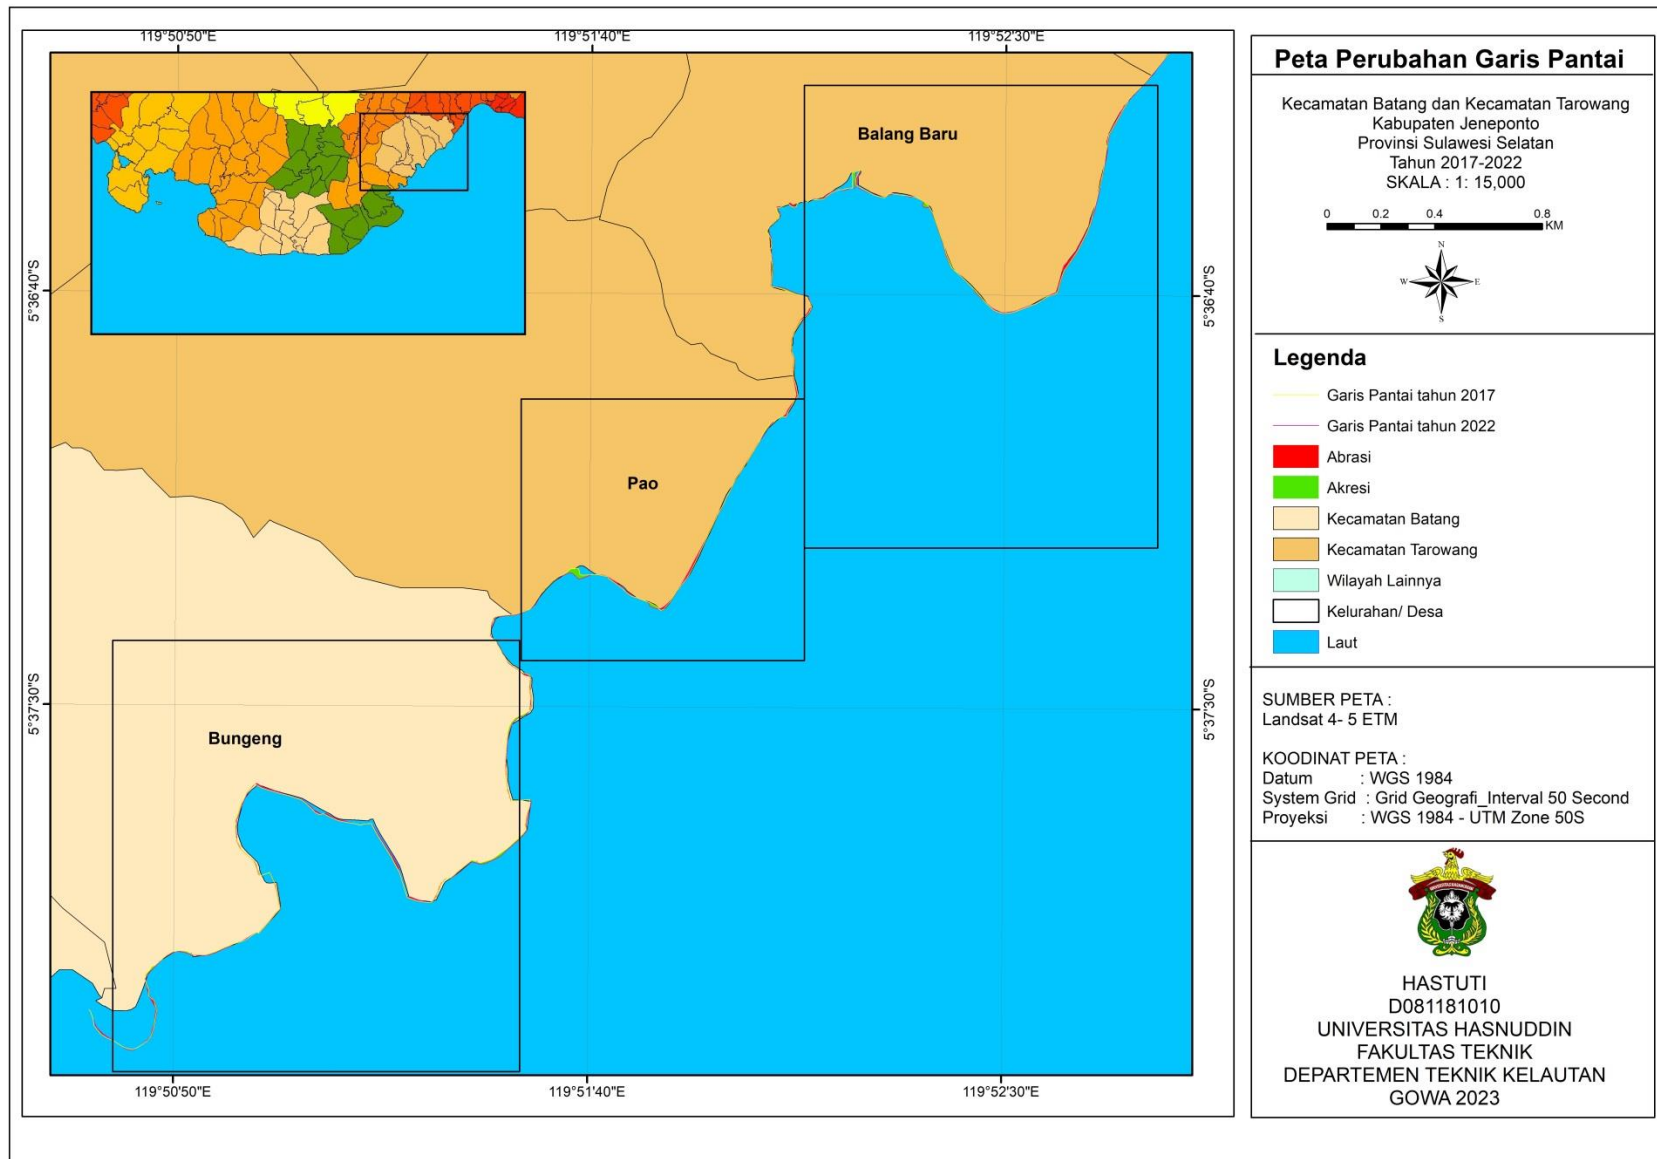 119°50'50"E
119°51'40"E
119°52'30"E
5°36'40"S
5°36'40"S
5°37'30"S
5°37'30"S
Balang Baru
Pao
Bungeng
119°50'50"E
119°51'40"E
119°52'30"E
Peta Perubahan Garis Pantai
Kecamatan Batang dan Kecamatan Tarowang
Kabupaten Jeneponto
Provinsi Sulawesi Selatan
Tahun 2017-2022
SKALA : 1: 15,000
0 0.2 0.4 0.8
KM
N
W E
S
Legenda
Garis Pantai tahun 2017
Garis Pantai tahun 2022
Abrasi
Akresi
Kecamatan Batang
Kecamatan Tarowang
Wilayah Lainnya
Kelurahan/ Desa
Laut
SUMBER PETA :
Landsat 4- 5 ETM
KOODINAT PETA :
Datum : WGS 1984
System Grid : Grid Geografi_Interval 50 Second
Proyeksi : WGS 1984 - UTM Zone 50S
HASTUTI
D081181010
UNIVERSITAS HASNUDDIN
FAKULTAS TEKNIK
DEPARTEMEN TEKNIK KELAUTAN
GOWA 2023